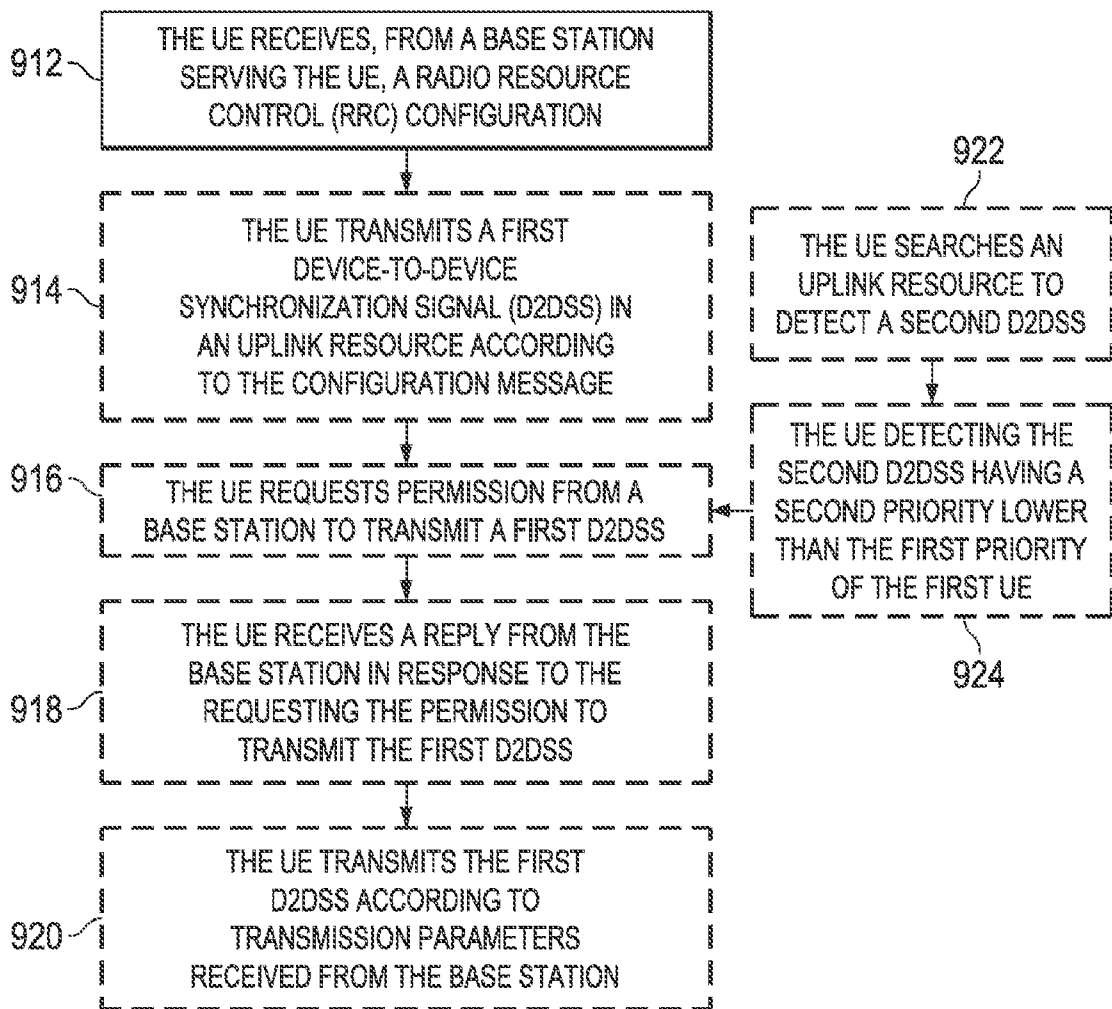 912
THE UE RECEIVES, FROM A BASE STATION
SERVING THE UE, A RADIO RESOURCE
CONTROL (RRC) CONFIGURATION
914
THE UE TRANSMITS A FIRST
DEVICE-TO-DEVICE
SYNCHRONIZATION SIGNAL (D2DSS) IN
AN UPLINK RESOURCE ACCORDING
TO THE CONFIGURATION MESSAGE
916
THE UE REQUESTS PERMISSION FROM A
BASE STATION TO TRANSMIT A FIRST D2DSS
918
THE UE RECEIVES A REPLY FROM THE
BASE STATION IN RESPONSE TO THE
REQUESTING THE PERMISSION TO
TRANSMIT THE FIRST D2DSS
920
THE UE TRANSMITS THE FIRST
D2DSS ACCORDING TO
TRANSMISSION PARAMETERS
RECEIVED FROM THE BASE STATION
922
THE UE SEARCHES AN
UPLINK RESOURCE TO
DETECT A SECOND D2DSS
THE UE DETECTING THE
SECOND D2DSS HAVING A
SECOND PRIORITY LOWER
THAN THE FIRST PRIORITY
OF THE FIRST UE
924